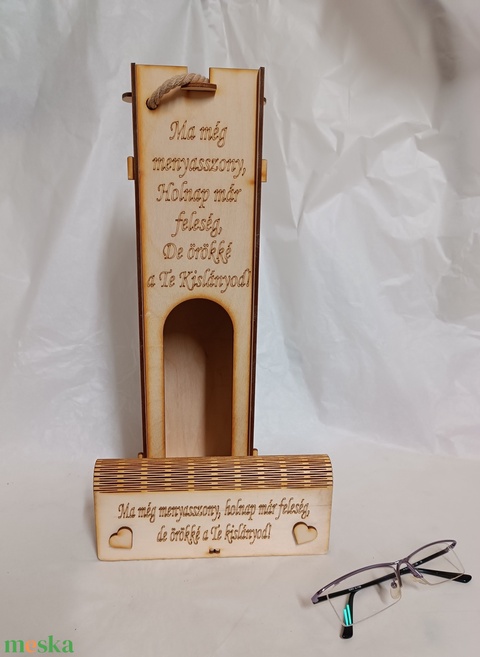 Ma még
menyasszony,
Holnap már
feleség,
De örökké
a Te Kislányod!
Ma még menyasszony, holnap már feleség,
de örökké a Te kislányod!
meska